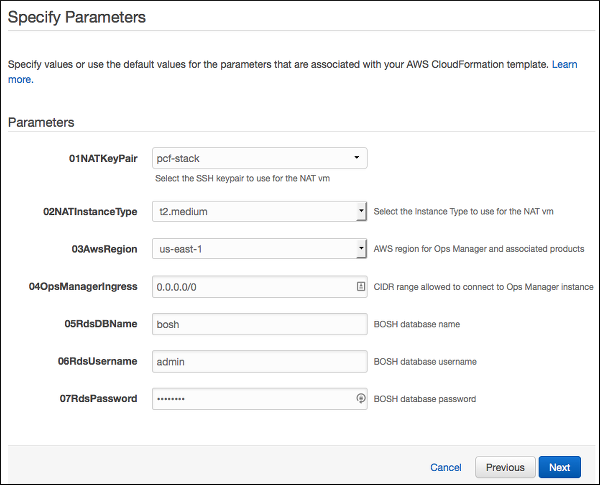 Specify Parameters
Specify values or use the default values for the parameters that are associated with your AWS CloudFormation template. Learn
more.
Parameters
01NATKeyPair pcf-stack
Select the SSH keypair to use for the NAT vm
02NATInstanceType t2.medium Select the Instance Type to use for the NAT vm
03AwsRegion us-east-1 AWS region for Ops Manager and associated products
04OpsManagerIngress 0.0.0.0/0 CIDR range allowed to connect to Ops Manager instance
05RdsDBName bosh BOSH database name
06RdsUsername admin BOSH database username
07RdsPassword •••••••• BOSH database password
Cancel Previous Next